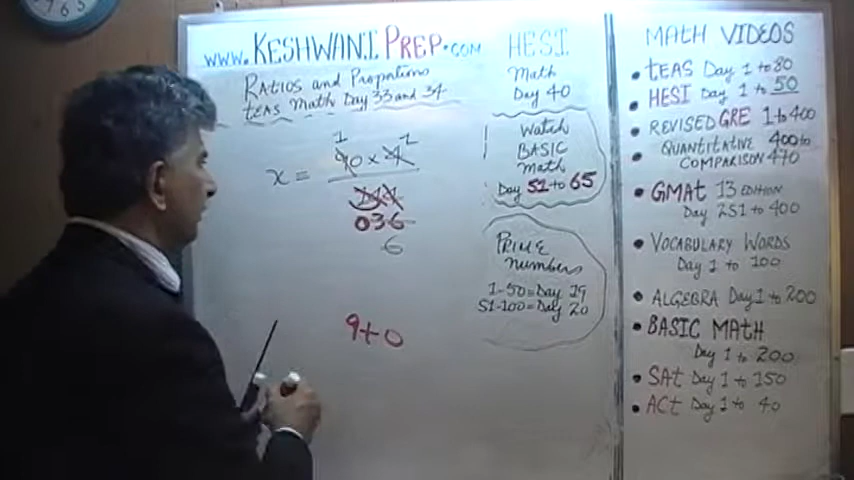 7 6 5
www.KESHWANIPREP.com
RAtios and Propations
tEAS Math Day 33 and 34
1
2
x = 90 x 4
036
6
9+0
HESI
Math
Day 40
Watch
BASIC
Math
Day 51 to 65
PRIME
numbers
1-50=Day 19
51-100=Day 20
MATH VIDEOS
• tEAS Day 1 to 80
• HESI Day 1 to 50
• REVISED GRE 1 to 400
• QUANTITATIVE 400 to
COMPARISON 470
• GMAt 13 EDITION
Day 251 to 400
• VOCABULARY WORDS
Day 1 to 100
• ALGEBRA Day 1 to 200
• BASIC MATH
Day 1 to 200
• SAt Day 1 to 150
• ACt Day 1 to 40